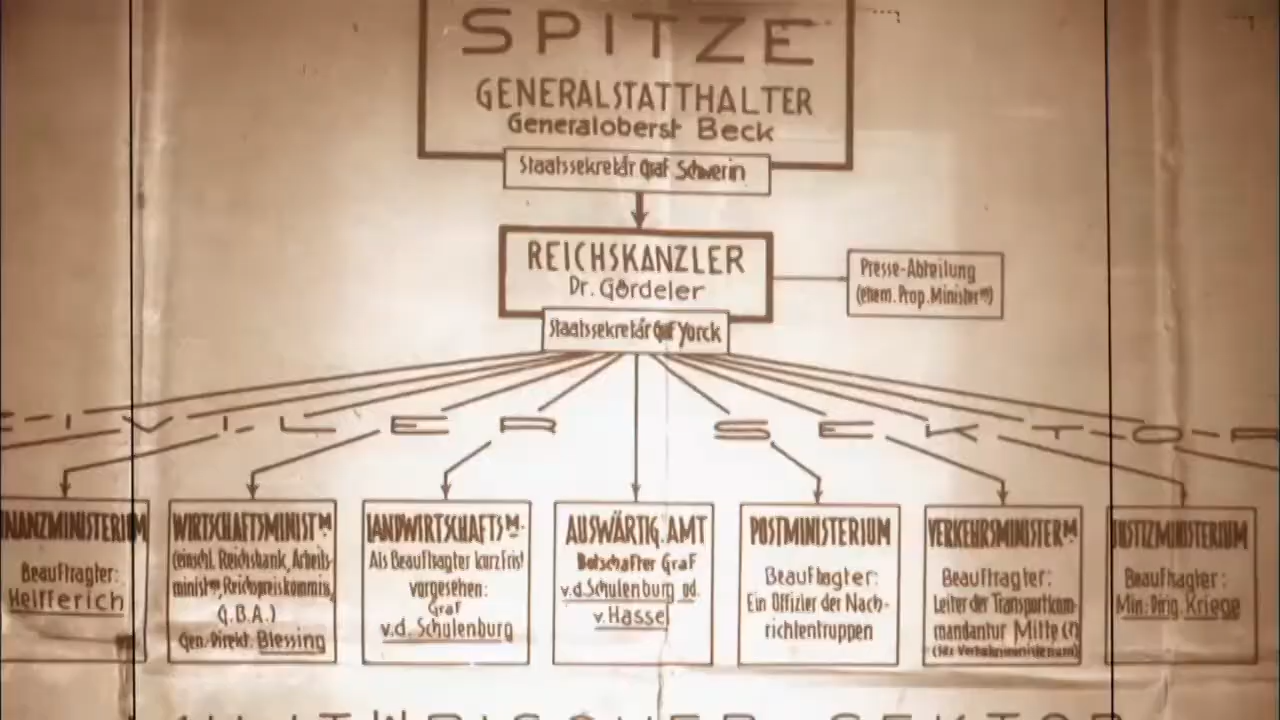 SPITZE
GENERALSTATTHALTER
Generaloberst Beck
Staatssekretär Graf Schwerin
REICHSKANZLER
Dr. Gördeler
Staatssekretär Graf Yorck
Presse-Abteilung
(ehem. Prop. Ministerm)
IVILER SEKTOR
NANZMINISTERIUM
Beauftragter:
Helfferich
WIRTSCHAFTSMINISTM.
(einschl. Reichsbank, Arbeits-
ministm, Reichspreiskommis,
G.B.A.)
Gen.-Direkt. Blessing
LANDWIRTSCHAFTSM.
Als Beauftragter kurzfrist
vorgesehen:
Graf
v.d. Schulenburg
AUSWÄRTIG. AMT
Botschafter Graf
v.d. Schulenburg od.
v. Hassel
POSTMINISTERIUM
Beauftragter:
Ein Offizier der Nach-
richtentruppen
VERKEHRSMINISTERM.
Beauftragter:
Leiter der Transportkom-
mandantur Mitte (?)
JUSTIZMINISTERIUM
Beauftragter:
Min. Dirig. Kriege
MILITÄRISCHER SEKTOR